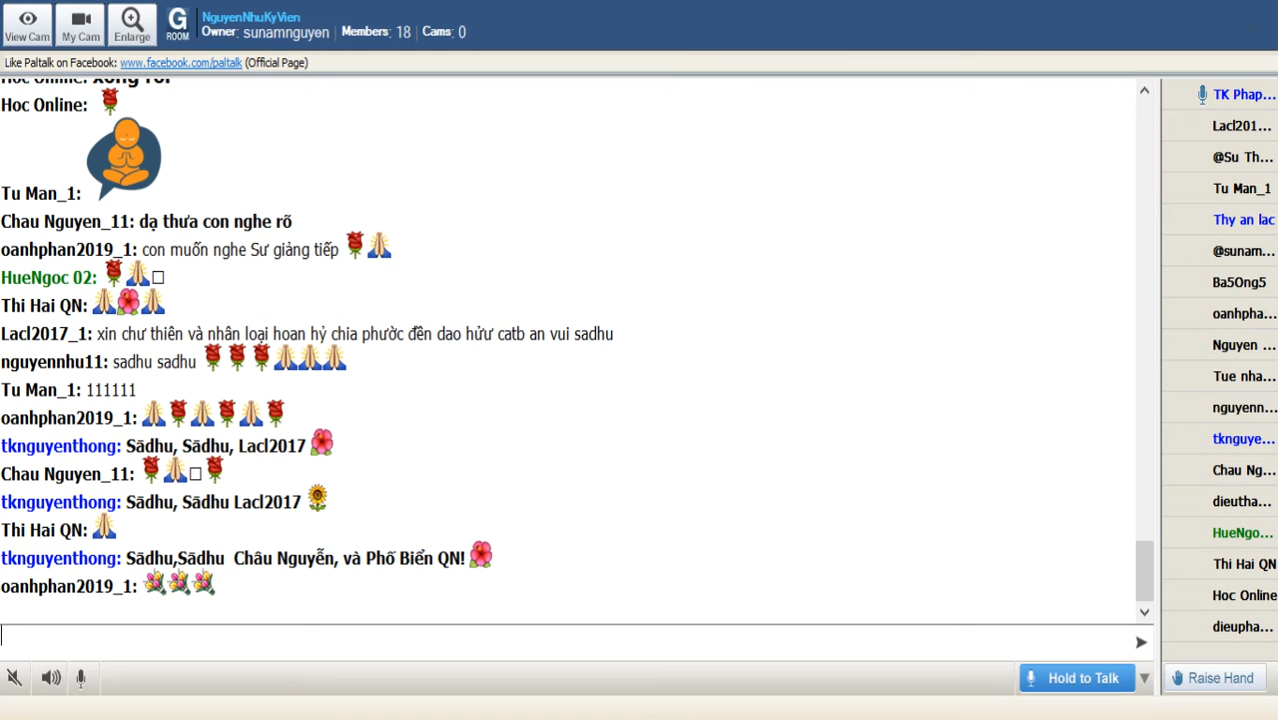 View Cam
My Cam
Enlarge
G
ROOM
NguyenNhuKyVien
Owner: sunamnguyen
Members: 18
Cams: 0
Like Paltalk on Facebook: www.facebook.com/paltalk (Official Page)
Hoc Online:
Hoc Online:
Tu Man_1:
Chau Nguyen_11: dạ thưa con nghe rõ
oanhphan2019_1: con muốn nghe Sư giảng tiếp
HueNgoc 02:
Thi Hai QN:
Lacl2017_1: xin chư thiên và nhân loại hoan hỷ chia phước đên dao hửư catb an vui sadhu
nguyennhu11: sadhu sadhu
Tu Man_1: 111111
oanhphan2019_1:
tknguyenthong: Sādhu, Sādhu, Lacl2017
Chau Nguyen_11:
tknguyenthong: Sādhu, Sādhu Lacl2017
Thi Hai QN:
tknguyenthong: Sādhu,Sādhu Châu Nguyễn, và Phố Biển QN!
oanhphan2019_1:
Hold to Talk
TK Phap...
Lacl201...
@Su Th...
Tu Man_1
Thy an lac
@sunam...
Ba5Ong5
oanhpha...
Nguyen ...
Tue nha...
nguyenn...
tknguye...
Chau Ng...
dieutha...
HueNgo...
Thi Hai QN
Hoc Online
dieupha...
Raise Hand